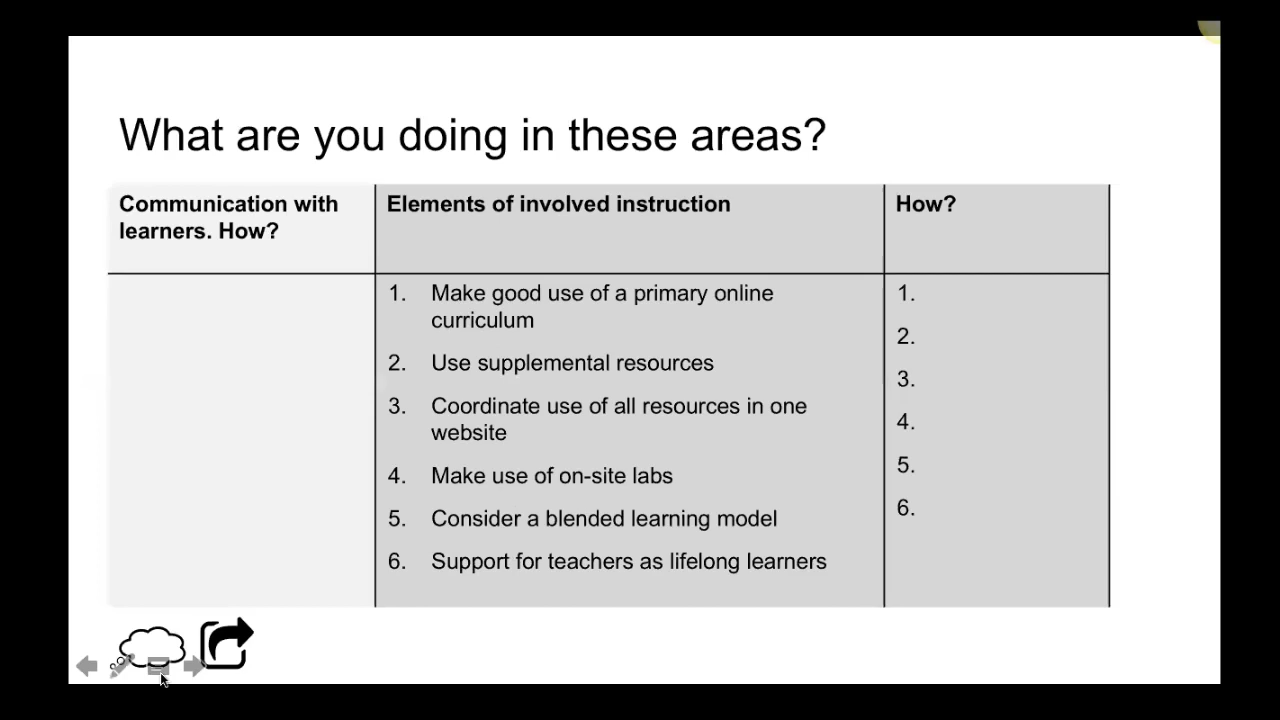 What are you doing in these areas?
Communication with
learners. How?
Elements of involved instruction
How?
1. Make good use of a primary online
curriculum
2. Use supplemental resources
3. Coordinate use of all resources in one
website
4. Make use of on-site labs
5. Consider a blended learning model
6. Support for teachers as lifelong learners
1.
2.
3.
4.
5.
6.